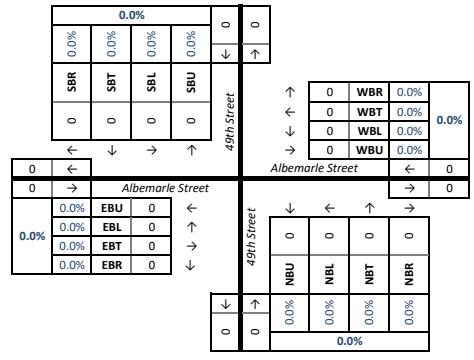 0.0% 0 0
0.0% 0.0% 0.0% 0.0%
↓ ↑
SBR SBT SBL SBU
0 0 0 0
← ↓ → ↑
49th Street
↑ 0 WBR 0.0%
← 0 WBT 0.0%
↓ 0 WBL 0.0%
→ 0 WBU 0.0%
0.0%
0 ← Albemarle Street ← 0
0 → Albemarle Street → 0
0.0%
0.0% EBU 0 ←
0.0% EBL 0 ↑
0.0% EBT 0 →
0.0% EBR 0 ↓
49th Street
↓ ← ↑ →
0 0 0 0
NBU NBL NBT NBR
↓ ↑ 0.0% 0.0% 0.0% 0.0%
0 0 0.0%